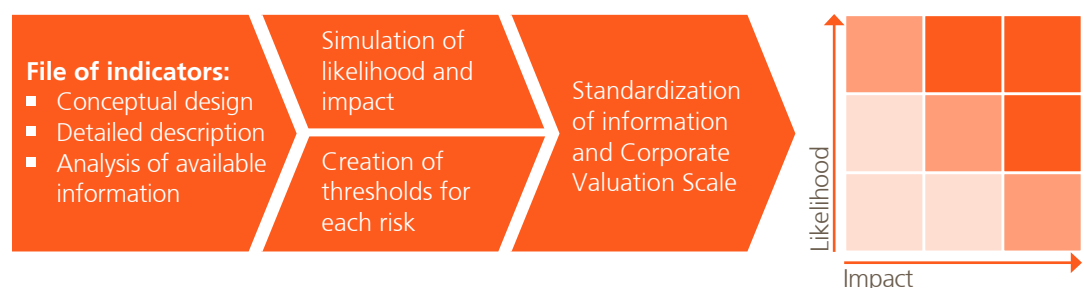 File of indicators:
▪ Conceptual design
▪ Detailed description
▪ Analysis of available
information
Simulation of
likelihood and
impact
Creation of
thresholds for
each risk
Standardization
of information
and Corporate
Valuation Scale
Likelihood
Impact